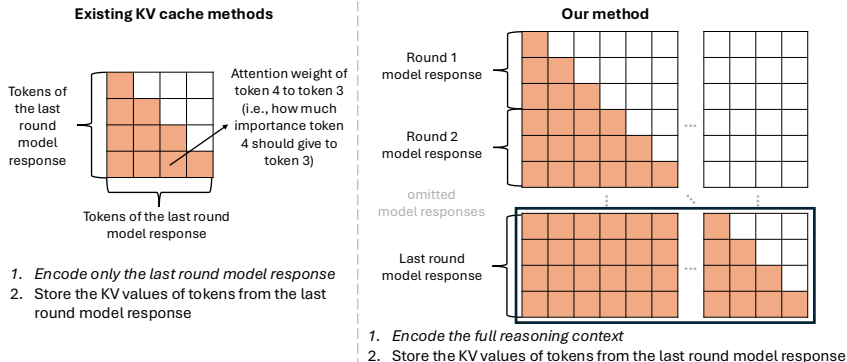 Existing KV cache methods
Tokens of
the last
round
model
response
Attention weight of
token 4 to token 3
(i.e., how much
importance token
4 should give to
token 3)
Tokens of the last round
model response
1. Encode only the last round model response
2. Store the KV values of tokens from the last
round model response
Our method
Round 1
model response
Round 2
model response
...
omitted
model responses
Last round
model response
...
1. Encode the full reasoning context
2. Store the KV values of tokens from the last round model response